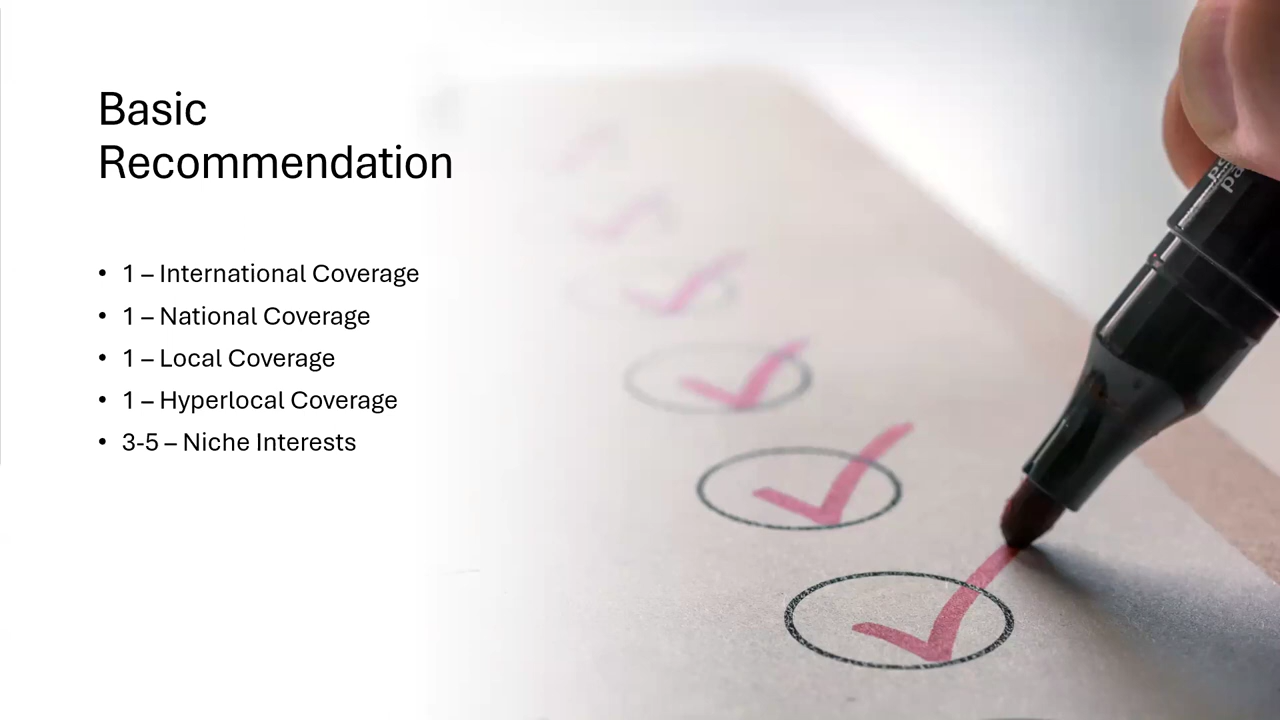 Basic
Recommendation
• 1 – International Coverage
• 1 – National Coverage
• 1 – Local Coverage
• 1 – Hyperlocal Coverage
• 3-5 – Niche Interests